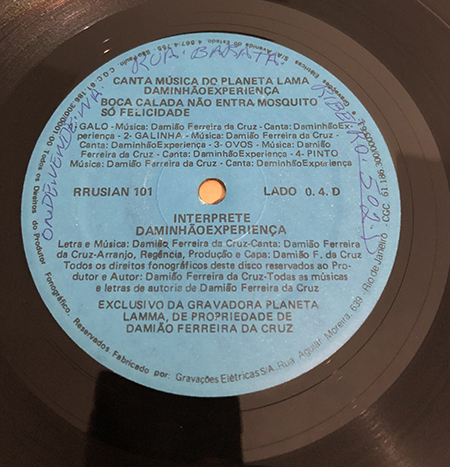 CANTA MÚSICA DO PLANETA LAMA
DAMINHÃOEXPERIENÇA
BOCA CALADA NÃO ENTRA MOSQUITO
SÓ FELICIDADE
GALO - Música: Damião Ferreira da Cruz - Canta: DaminhãoEx-
periença - 2- GALINHA - Música: Damião Ferreira da Cruz -
Canta: DaminhãoExperiença - 3- OVOS - Música: Damião
Ferreira da Cruz - Canta: DaminhãoExperiença - 4- PINTO
Música: Damião Ferreira da Cruz - Canta: DaminhãoExperiença
RRUSIAN 101
LADO 0.4.D
INTERPRETE
DAMINHÃOEXPERIENÇA
Letra e Música: Damião Ferreira da Cruz-Canta: Damião Ferreira
da Cruz-Arranjo, Regência, Produção e Capa: Damião F. da Cruz
Todos os direitos fonográficos deste disco reservados ao Pro-
dutor e Autor: Damião Ferreira da Cruz-Todas as músicas
e letras de autoria de Damião Ferreira da Cruz
EXCLUSIVO DA GRAVADORA PLANETA
LAMMA, DE PROPRIEDADE DE
DAMIÃO FERREIRA DA CRUZ
Todos os Direitos do Produtor Fonográfico, Reservados Fabricado por: Gravações Elétricas S/A. Rua Aguiar Moreira, 639 Rio de Janeiro - CGC
RUA: BARATA
RIBEIRO